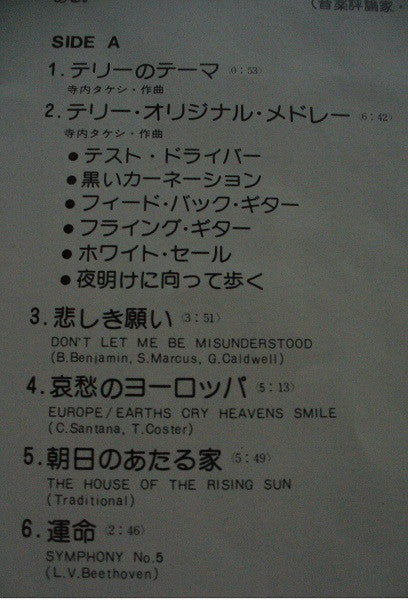 (音楽評論家・
SIDE A
1. テリーのテーマ (0:53)
寺内タケシ・作曲
2. テリー・オリジナル・メドレー (6:42)
寺内タケシ・作曲
● テスト・ドライバー
● 黒いカーネーション
● フィード・バック・ギター
● フライング・ギター
● ホワイト・セール
● 夜明けに向って歩く
3. 悲しき願い (3:51)
DON'T LET ME BE MISUNDERSTOOD
(B.Benjamin, S.Marcus, G.Caldwell)
4. 哀愁のヨーロッパ (5:13)
EUROPE/EARTHS CRY HEAVENS SMILE
(C.Santana, T.Coster)
5. 朝日のあたる家 (5:49)
THE HOUSE OF THE RISING SUN
(Traditional)
6. 運命 (2:46)
SYMPHONY No.5
(L.V.Beethoven)